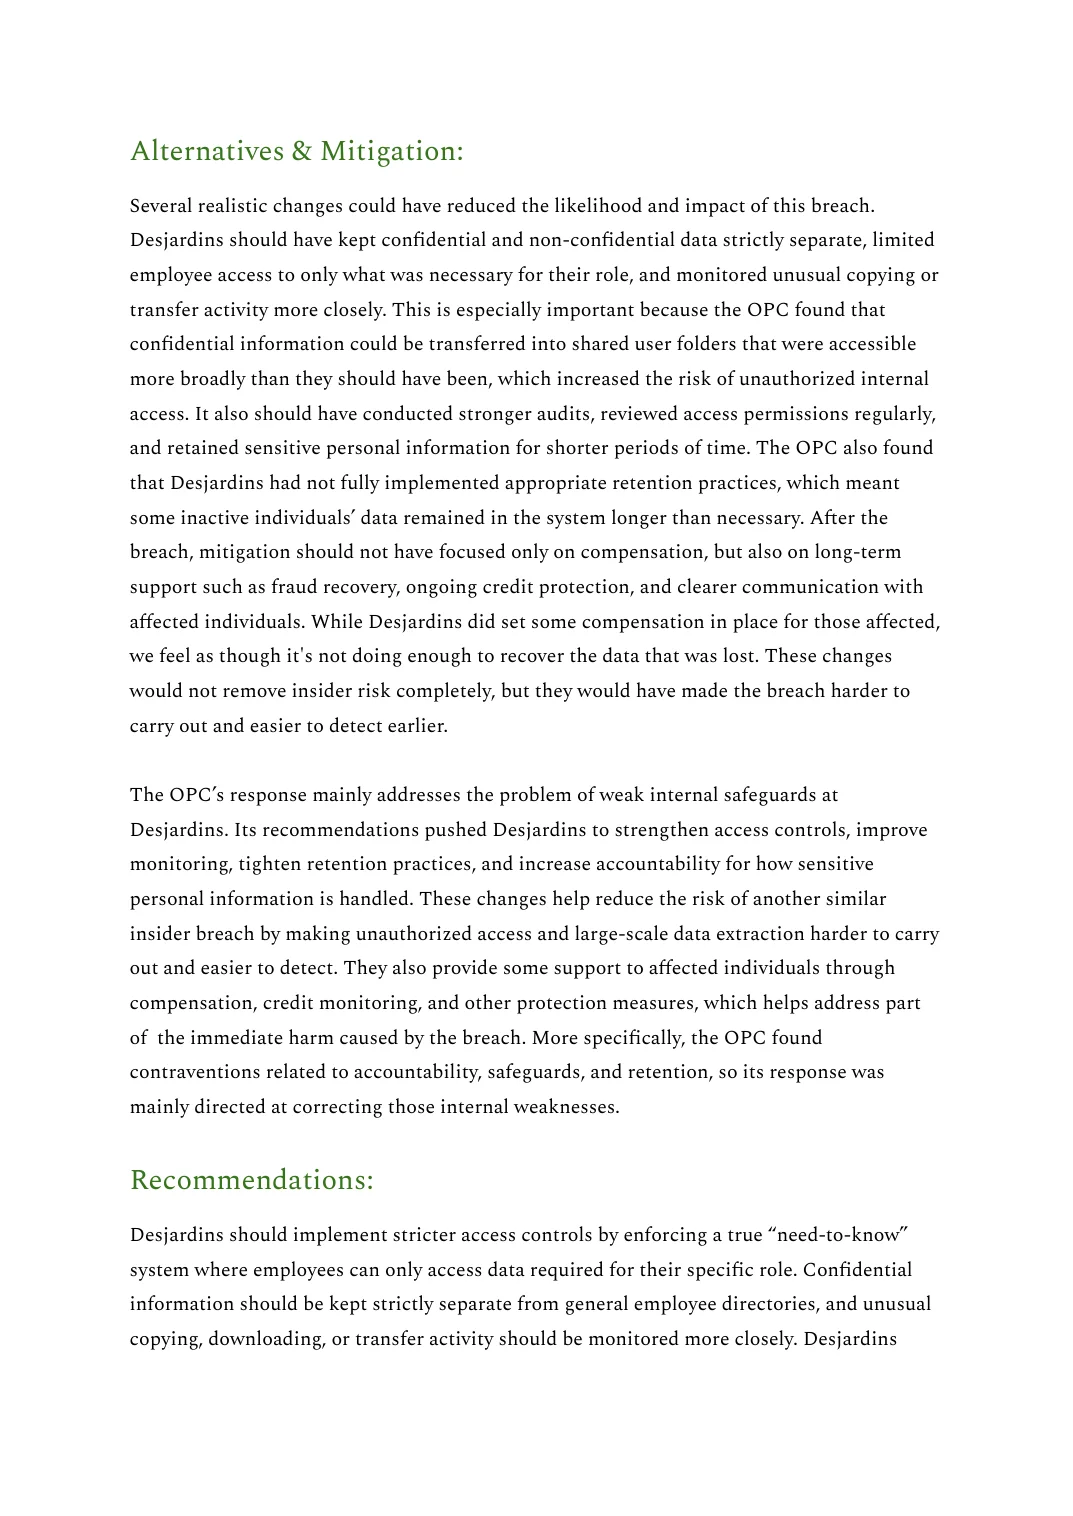 Alternatives & Mitigation:
Several realistic changes could have reduced the likelihood and impact of this breach.
Desjardins should have kept confidential and non-confidential data strictly separate, limited
employee access to only what was necessary for their role, and monitored unusual copying or
transfer activity more closely. This is especially important because the OPC found that
confidential information could be transferred into shared user folders that were accessible
more broadly than they should have been, which increased the risk of unauthorized internal
access. It also should have conducted stronger audits, reviewed access permissions regularly,
and retained sensitive personal information for shorter periods of time. The OPC also found
that Desjardins had not fully implemented appropriate retention practices, which meant
some inactive individuals’ data remained in the system longer than necessary. After the
breach, mitigation should not have focused only on compensation, but also on long-term
support such as fraud recovery, ongoing credit protection, and clearer communication with
affected individuals. While Desjardins did set some compensation in place for those affected,
we feel as though it's not doing enough to recover the data that was lost. These changes
would not remove insider risk completely, but they would have made the breach harder to
carry out and easier to detect earlier.
The OPC’s response mainly addresses the problem of weak internal safeguards at
Desjardins. Its recommendations pushed Desjardins to strengthen access controls, improve
monitoring, tighten retention practices, and increase accountability for how sensitive
personal information is handled. These changes help reduce the risk of another similar
insider breach by making unauthorized access and large-scale data extraction harder to carry
out and easier to detect. They also provide some support to affected individuals through
compensation, credit monitoring, and other protection measures, which helps address part
of  the immediate harm caused by the breach. More specifically, the OPC found
contraventions related to accountability, safeguards, and retention, so its response was
mainly directed at correcting those internal weaknesses.
Recommendations:
Desjardins should implement stricter access controls by enforcing a true “need-to-know”
system where employees can only access data required for their specific role. Confidential
information should be kept strictly separate from general employee directories, and unusual
copying, downloading, or transfer activity should be monitored more closely. Desjardins